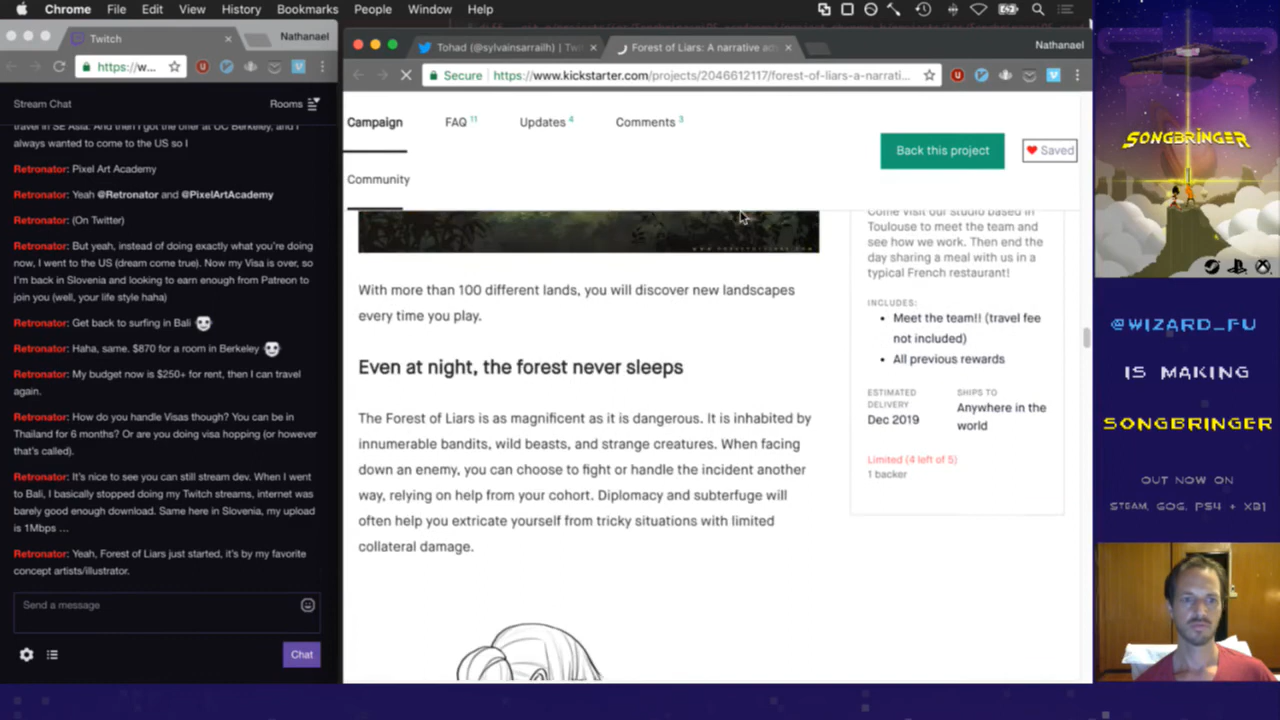 Chrome File Edit View History Bookmarks People Window Help
Twitch
Nathanael
https://w...
Stream Chat
Rooms
travel in SE Asia. And then I got the offer at UC Berkeley, and I
always wanted to come to the US so I
Retronator: Pixel Art Academy
Retronator: Yeah @Retronator and @PixelArtAcademy
Retronator: (On Twitter)
Retronator: But yeah, instead of doing exactly what you're doing
now, I went to the US (dream come true). Now my Visa is over, so
I'm back in Slovenia and looking to earn enough from Patreon to
join you (well, your life style haha)
Retronator: Get back to surfing in Bali
Retronator: Haha, same. $870 for a room in Berkeley
Retronator: My budget now is $250+ for rent, then I can travel
again.
Retronator: How do you handle Visas though? You can be in
Thailand for 6 months? Or are you doing visa hopping (or however
that's called).
Retronator: It's nice to see you can still stream dev. When I went
to Bali, I basically stopped doing my Twitch streams, internet was
barely good enough download. Same here in Slovenia, my upload
is 1Mbps ...
Retronator: Yeah, Forest of Liars just started, it's by my favorite
concept artists/illustrator.
Send a message
Chat
Tohad (@sylvainsarrailh) | Twi
Forest of Liars: A narrative adv
Nathanael
Secure https://www.kickstarter.com/projects/2046612117/forest-of-liars-a-narrati...
Campaign
FAQ 11
Updates 4
Comments 3
Back this project
Saved
Community
With more than 100 different lands, you will discover new landscapes
every time you play.
Even at night, the forest never sleeps
The Forest of Liars is as magnificent as it is dangerous. It is inhabited by
innumerable bandits, wild beasts, and strange creatures. When facing
down an enemy, you can choose to fight or handle the incident another
way, relying on help from your cohort. Diplomacy and subterfuge will
often help you extricate yourself from tricky situations with limited
collateral damage.
Come visit our studio based in
Toulouse to meet the team and
see how we work. Then end the
day sharing a meal with us in a
typical French restaurant!
INCLUDES:
Meet the team!! (travel fee
not included)
All previous rewards
ESTIMATED
DELIVERY
Dec 2019
SHIPS TO
Anywhere in the
world
Limited (4 left of 5)
1 backer
SONGBRINGER
@WIZARD_FU
IS MAKING
SONGBRINGER
OUT NOW ON
STEAM, GOG, PS4 + XB1